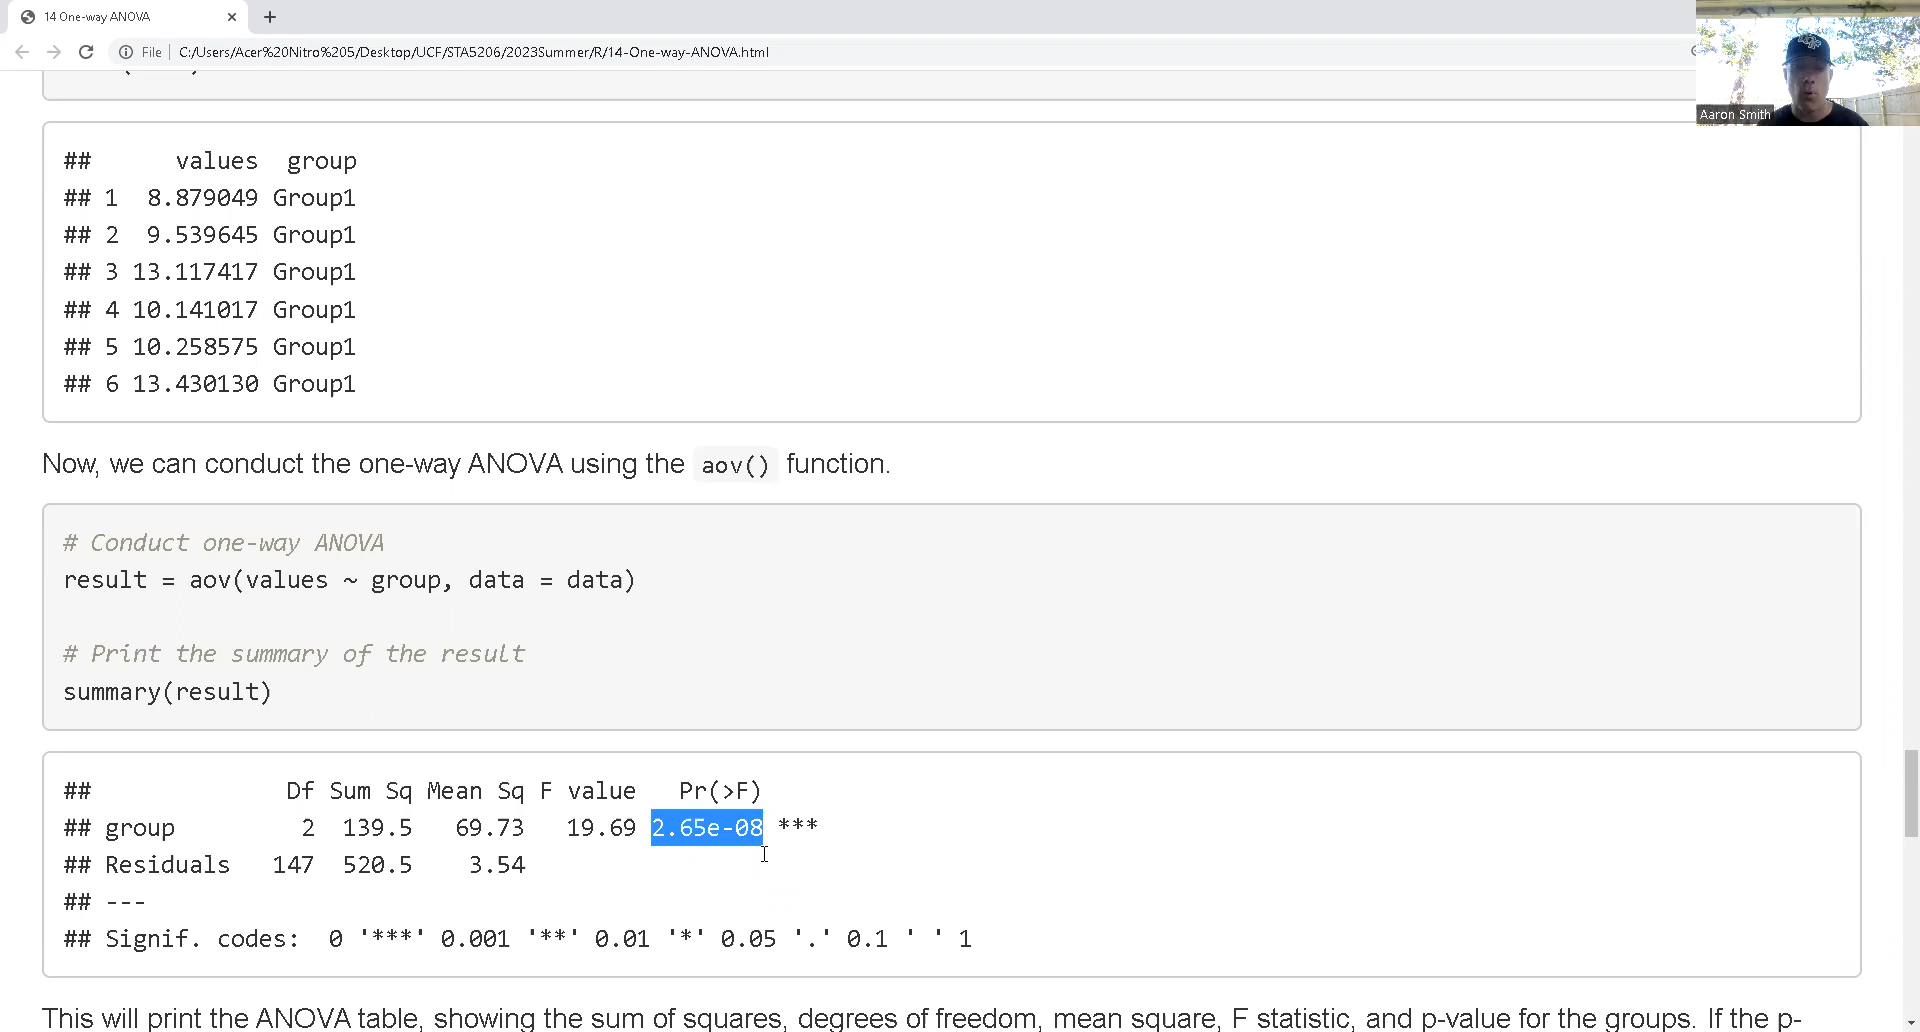 14 One-way ANOVA
File C:/Users/Acer%20Nitro%205/Desktop/UCF/STA5206/2023Summer/R/14-One-way-ANOVA.html
Aaron Smith
##      values  group
## 1  8.879049 Group1
## 2  9.539645 Group1
## 3 13.117417 Group1
## 4 10.141017 Group1
## 5 10.258575 Group1
## 6 13.430130 Group1
Now, we can conduct the one-way ANOVA using the aov() function.
# Conduct one-way ANOVA
result = aov(values ~ group, data = data)
# Print the summary of the result
summary(result)
##              Df Sum Sq Mean Sq F value   Pr(>F)
## group         2  139.5   69.73   19.69 2.65e-08 ***
## Residuals   147  520.5    3.54
## ---
## Signif. codes:  0 '***' 0.001 '**' 0.01 '*' 0.05 '.' 0.1 ' ' 1
This will print the ANOVA table, showing the sum of squares, degrees of freedom, mean square, F statistic, and p-value for the groups. If the p-